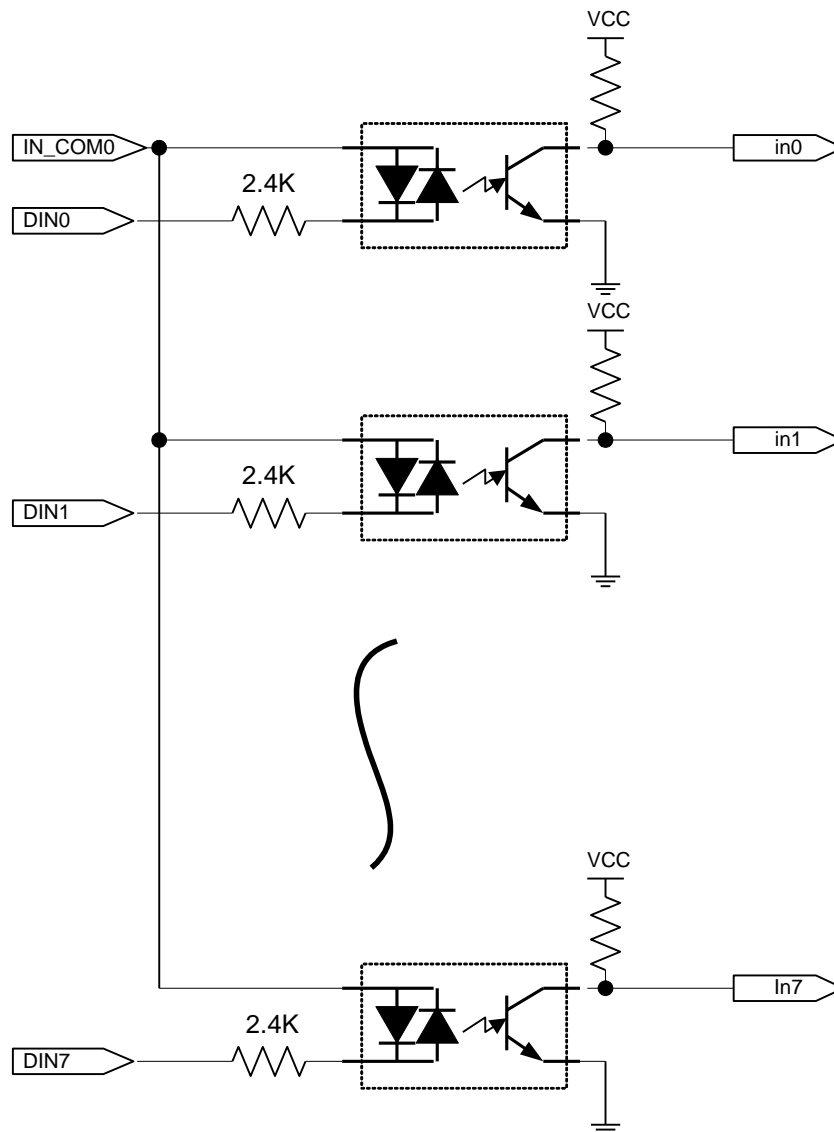 VCC
IN_COM0
in0
2.4K
DIN0
VCC
in1
2.4K
DIN1
VCC
In7
2.4K
DIN7